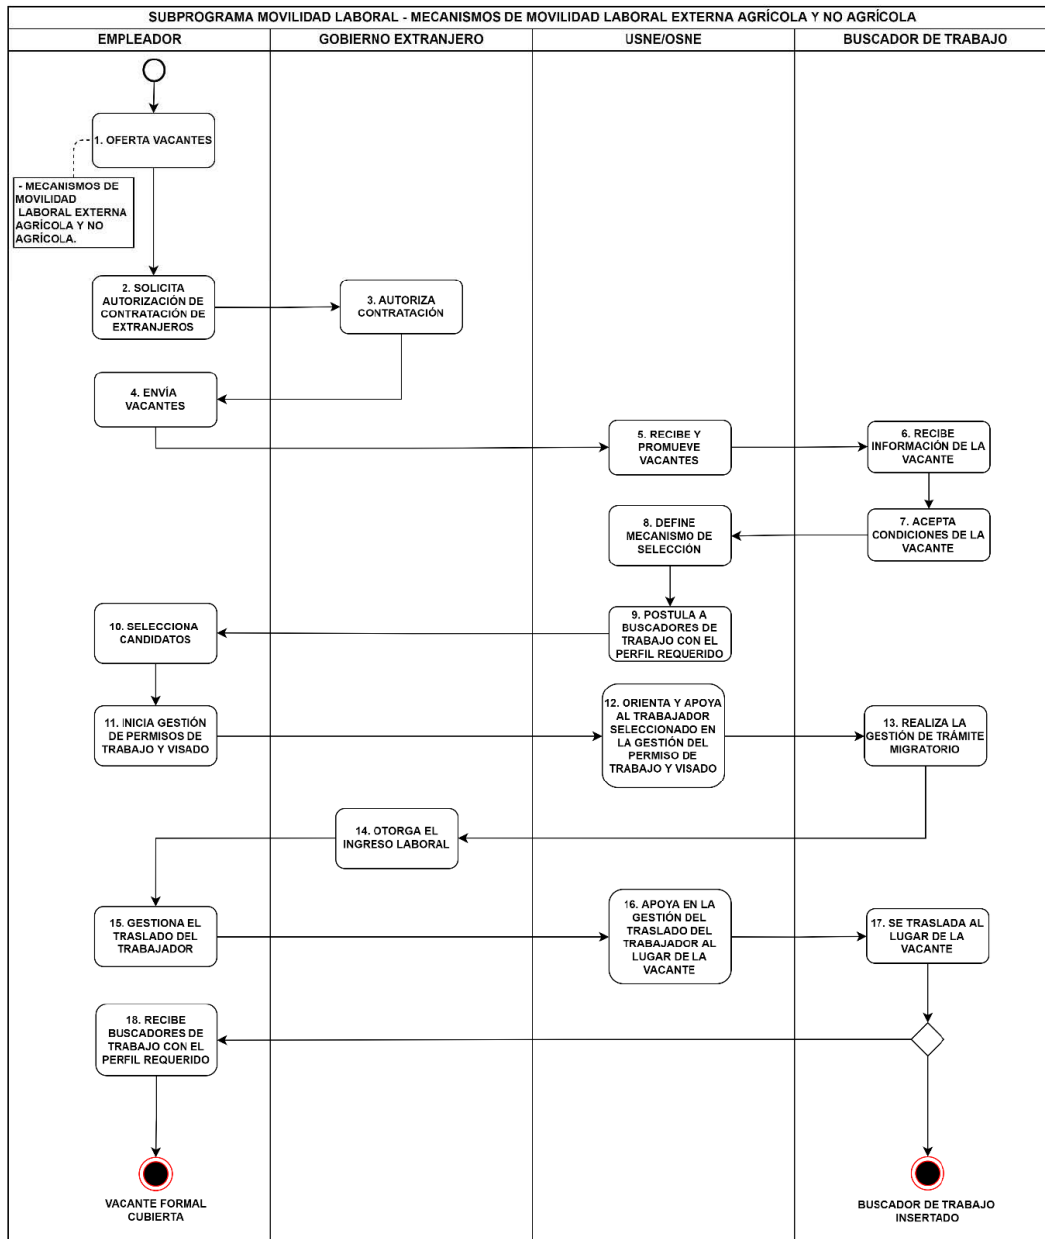 SUBPROGRAMA MOVILIDAD LABORAL - MECANISMOS DE MOVILIDAD LABORAL EXTERNA AGRÍCOLA Y NO AGRÍCOLA
EMPLEADOR
GOBIERNO EXTRANJERO
USNE/OSNE
BUSCADOR DE TRABAJO
1. OFERTA VACANTES
- MECANISMOS DE
MOVILIDAD
LABORAL EXTERNA
AGRÍCOLA Y NO
AGRÍCOLA.
2. SOLICITA
AUTORIZACIÓN DE
CONTRATACIÓN DE
EXTRANJEROS
3. AUTORIZA
CONTRATACIÓN
4. ENVÍA
VACANTES
5. RECIBE Y
PROMUEVE
VACANTES
6. RECIBE
INFORMACIÓN DE LA
VACANTE
7. ACEPTA
CONDICIONES DE LA
VACANTE
8. DEFINE
MECANISMO DE
SELECCIÓN
9. POSTULA A
BUSCADORES DE
TRABAJO CON EL
PERFIL REQUERIDO
10. SELECCIONA
CANDIDATOS
11. INICIA GESTIÓN
DE PERMISOS DE
TRABAJO Y VISADO
12. ORIENTA Y APOYA
AL TRABAJADOR
SELECCIONADO EN
LA GESTIÓN DEL
PERMISO DE
TRABAJO Y VISADO
13. REALIZA LA
GESTIÓN DE TRÁMITE
MIGRATORIO
14. OTORGA EL
INGRESO LABORAL
15. GESTIONA EL
TRASLADO DEL
TRABAJADOR
16. APOYA EN LA
GESTIÓN DEL
TRASLADO DEL
TRABAJADOR AL
LUGAR DE LA
VACANTE
17. SE TRASLADA AL
LUGAR DE LA
VACANTE
18. RECIBE
BUSCADORES DE
TRABAJO CON EL
PERFIL REQUERIDO
VACANTE FORMAL
CUBIERTA
BUSCADOR DE TRABAJO
INSERTADO